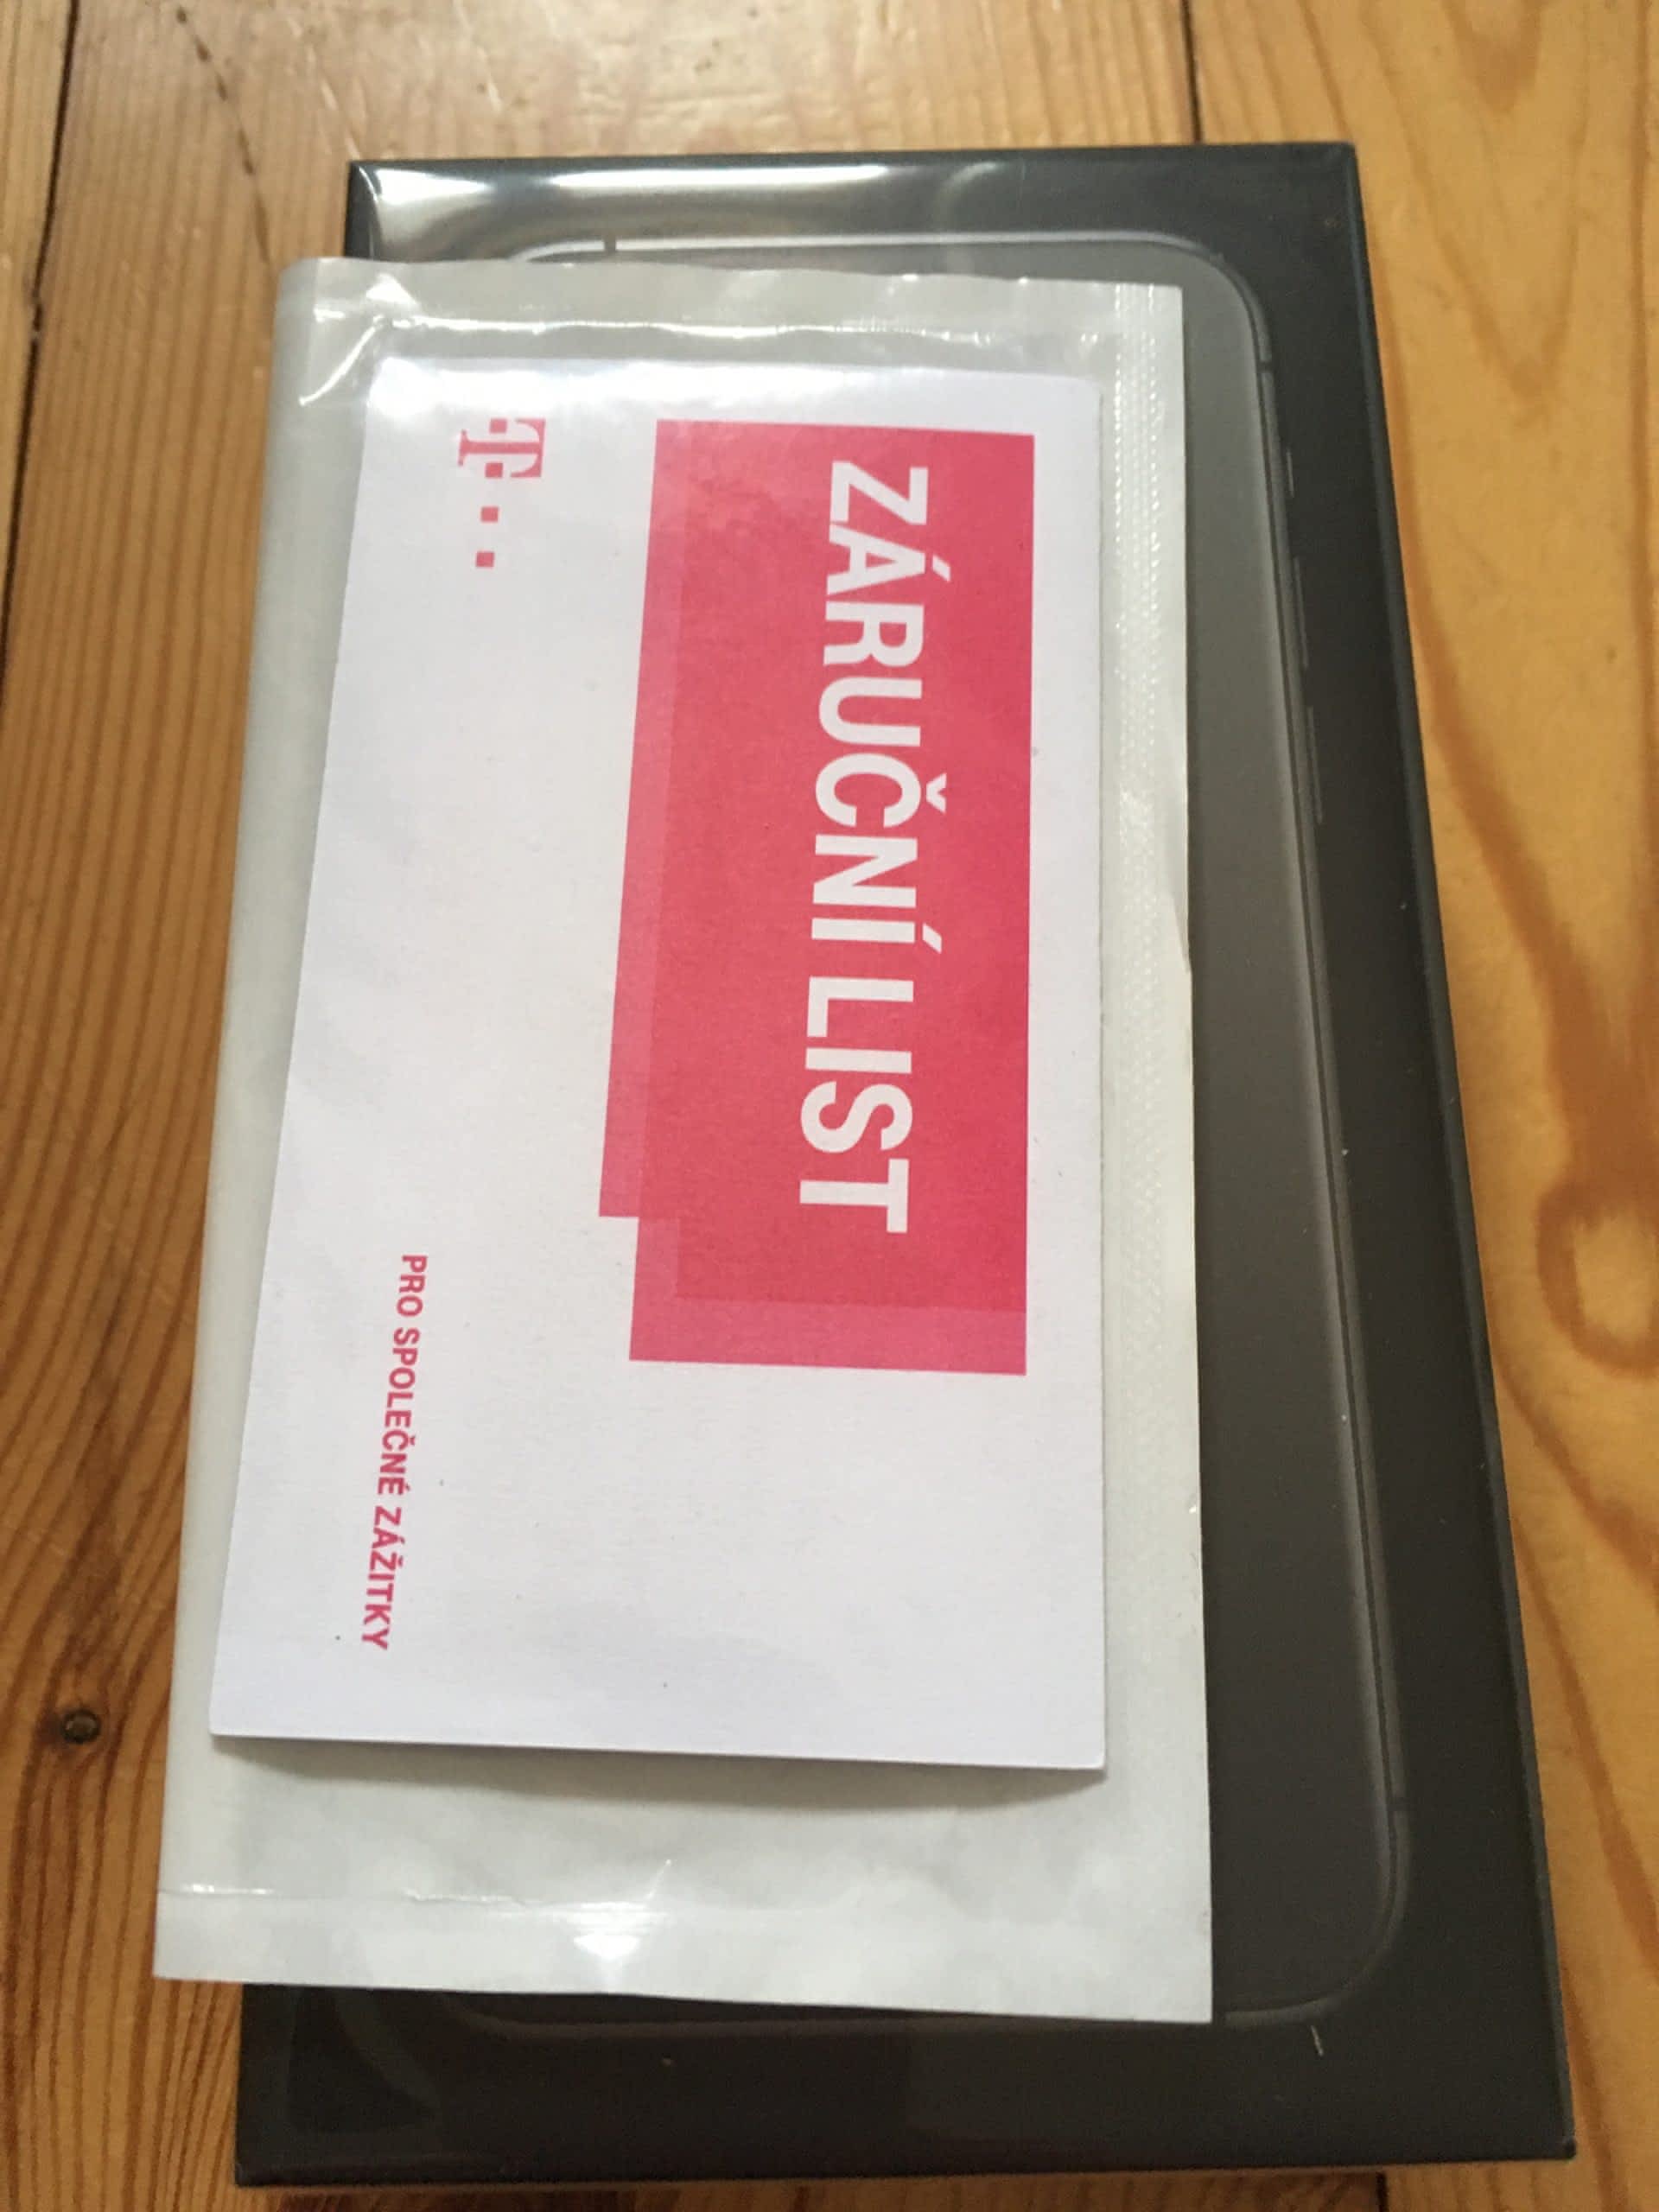 ZÁRUČNÍ LIST
T
PRO SPOLEČNÉ ZÁŽITKY